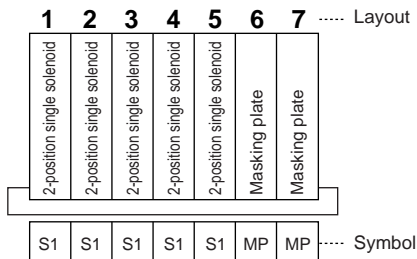 1 2 3 4 5 6 7 Layout
2-position single solenoid
2-position single solenoid
2-position single solenoid
2-position single solenoid
2-position single solenoid
Masking plate
Masking plate
S1 S1 S1 S1 S1 MP MP Symbol